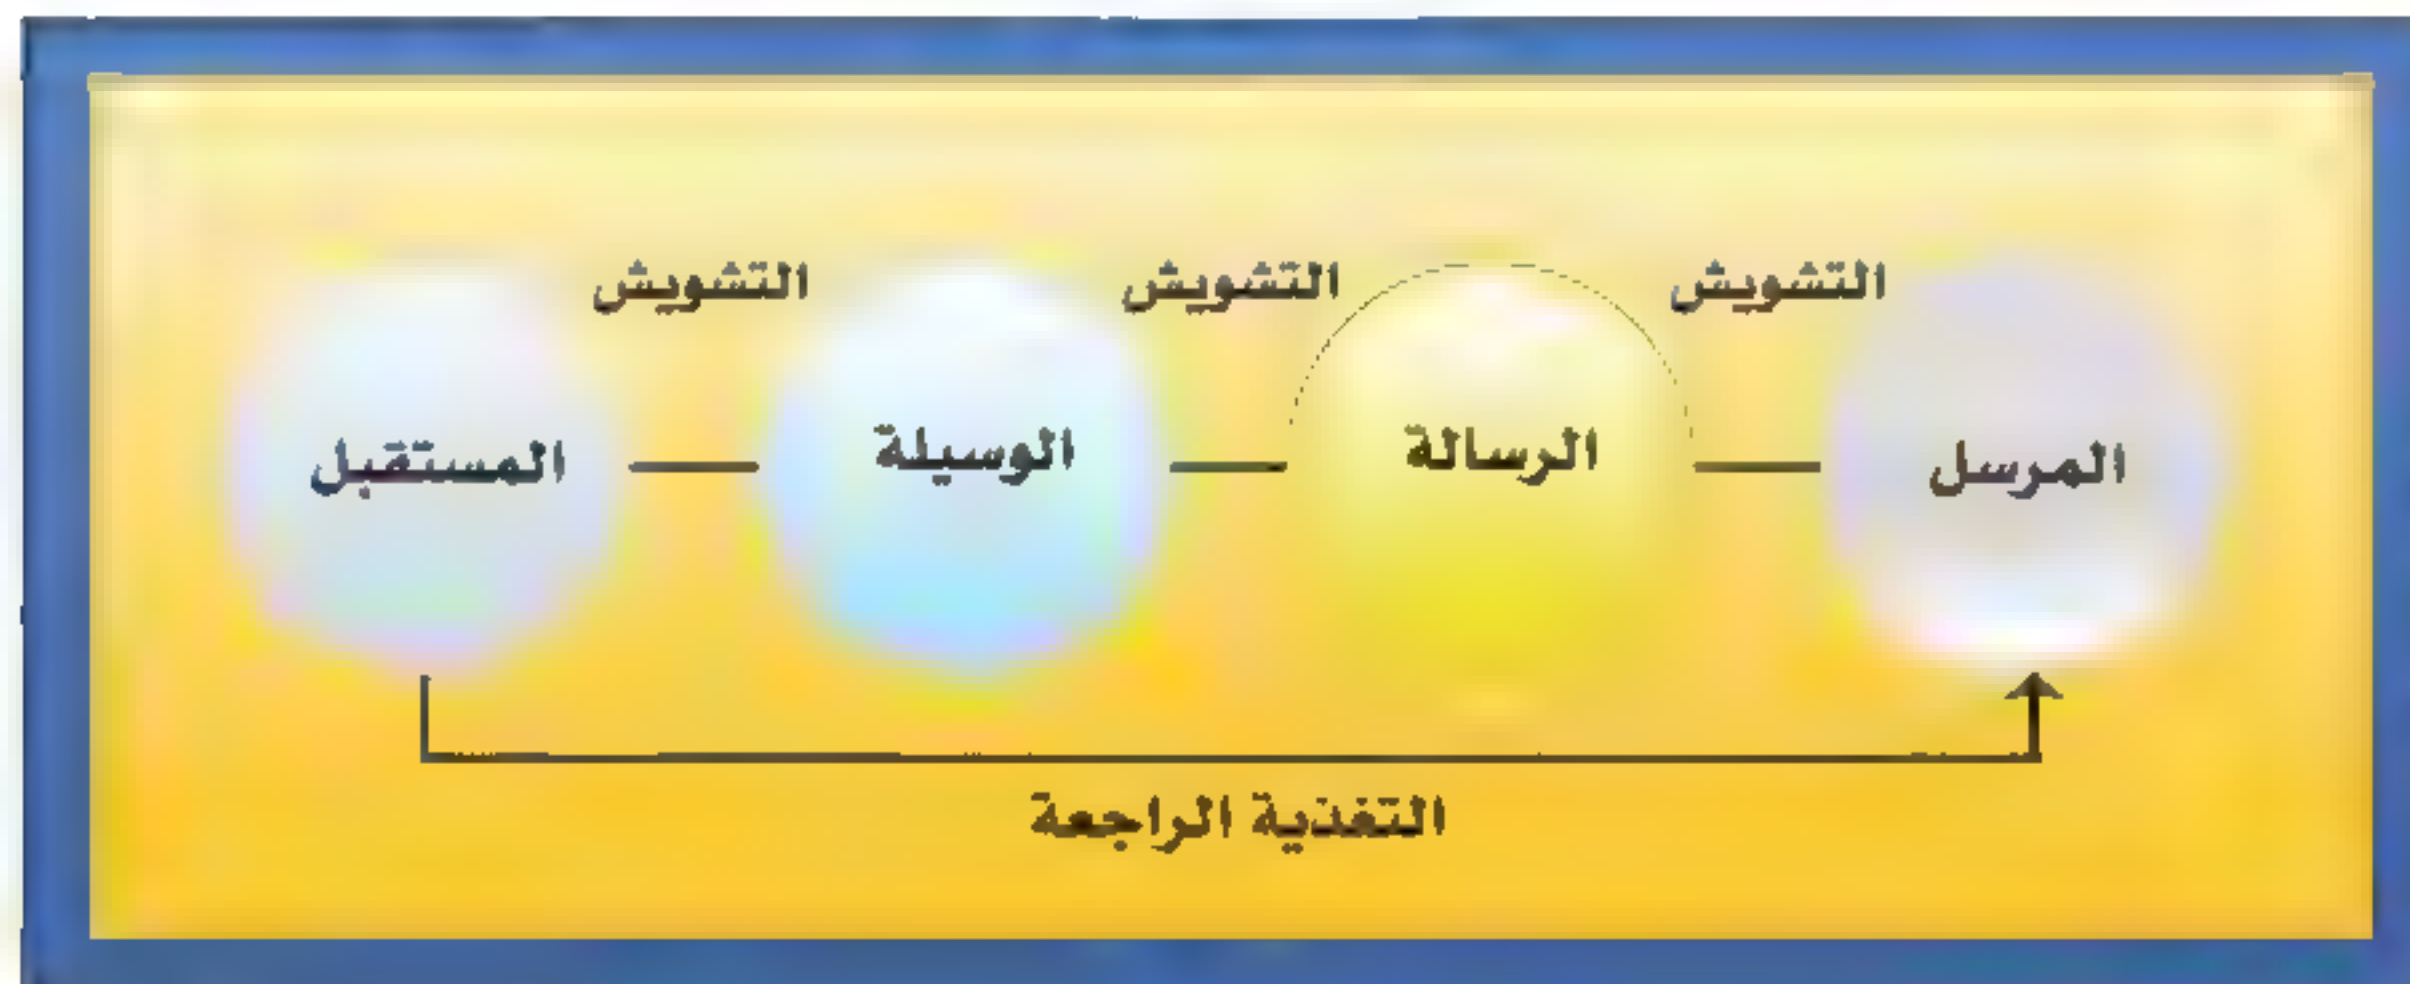 التشويش التشويش التشويش
المرسل الرسالة الوسيلة المستقبل
التغذية الراجعة